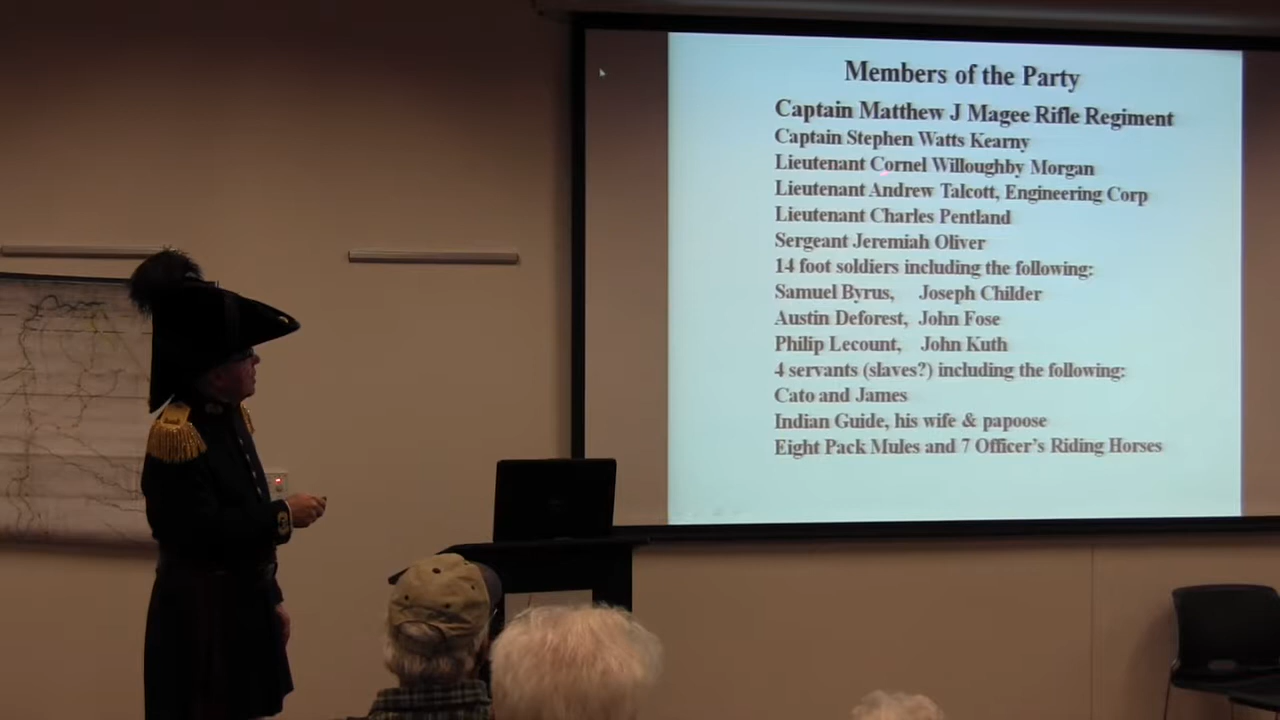 Members of the Party
Captain Matthew J Magee Rifle Regiment
Captain Stephen Watts Kearny
Lieutenant Cornel Willoughby Morgan
Lieutenant Andrew Talcott, Engineering Corp
Lieutenant Charles Pentland
Sergeant Jeremiah Oliver
14 foot soldiers including the following:
Samuel Byrus, Joseph Childer
Austin Deforest, John Fose
Philip Lecount, John Kuth
4 servants (slaves?) including the following:
Cato and James
Indian Guide, his wife & papoose
Eight Pack Mules and 7 Officer's Riding Horses